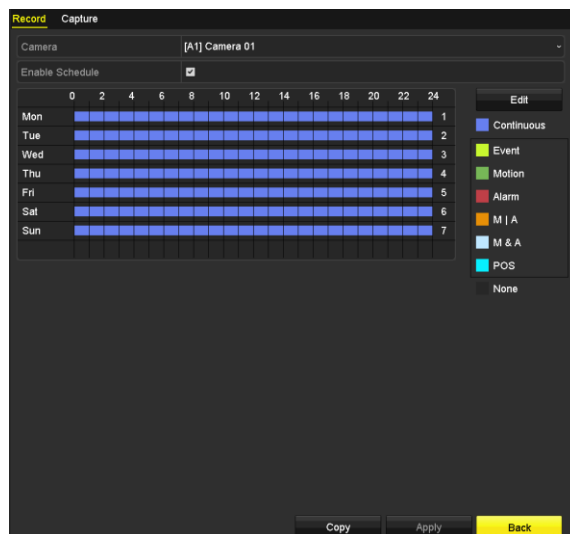 Record Capture
Camera [A1] Camera 01
Enable Schedule
0 2 4 6 8 10 12 14 16 18 20 22 24
Edit
Mon 1
Continuous
Tue 2
Event
Wed 3
Motion
Thu 4
Alarm
Fri 5
M | A
Sat 6
M & A
Sun 7
POS
None
Copy Apply Back